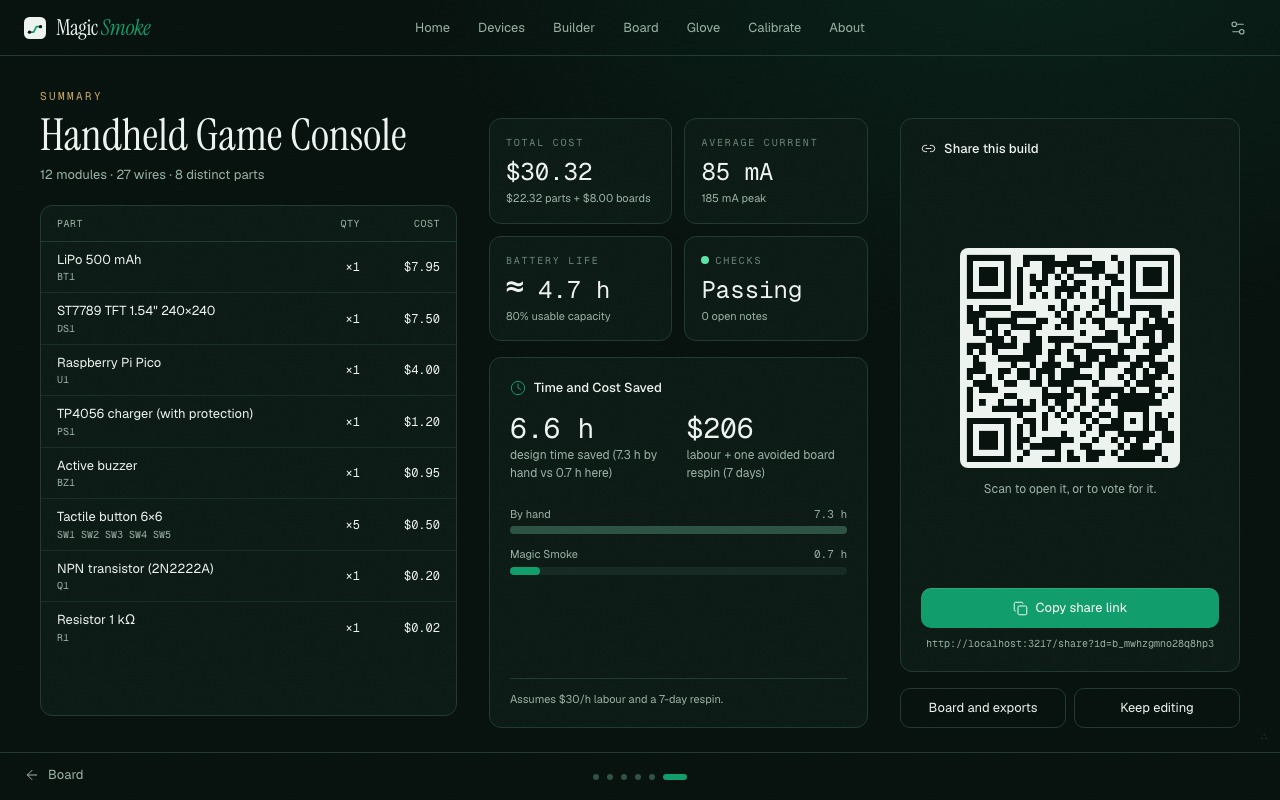 Magic Smoke
Home
Devices
Builder
Board
Glove
Calibrate
About
SUMMARY
Handheld Game Console
12 modules · 27 wires · 8 distinct parts
PART QTY COST
LiPo 500 mAh ×1 $7.95
BT1
ST7789 TFT 1.54" 240×240 ×1 $7.50
DS1
Raspberry Pi Pico ×1 $4.00
U1
TP4056 charger (with protection) ×1 $1.20
PS1
Active buzzer ×1 $0.95
BZ1
Tactile button 6×6 ×5 $0.50
SW1 SW2 SW3 SW4 SW5
NPN transistor (2N2222A) ×1 $0.20
Q1
Resistor 1 kΩ ×1 $0.02
R1
TOTAL COST
$30.32
$22.32 parts + $8.00 boards
AVERAGE CURRENT
85 mA
185 mA peak
BATTERY LIFE
≈ 4.7 h
80% usable capacity
CHECKS
Passing
0 open notes
Time and Cost Saved
6.6 h
design time saved (7.3 h by
hand vs 0.7 h here)
$206
labour + one avoided board
respin (7 days)
By hand 7.3 h
Magic Smoke 0.7 h
Assumes $30/h labour and a 7-day respin.
Share this build
Scan to open it, or to vote for it.
Copy share link
http://localhost:3217/share?id=b_mwhzgmno28q8hp3
Board and exports
Keep editing
Board